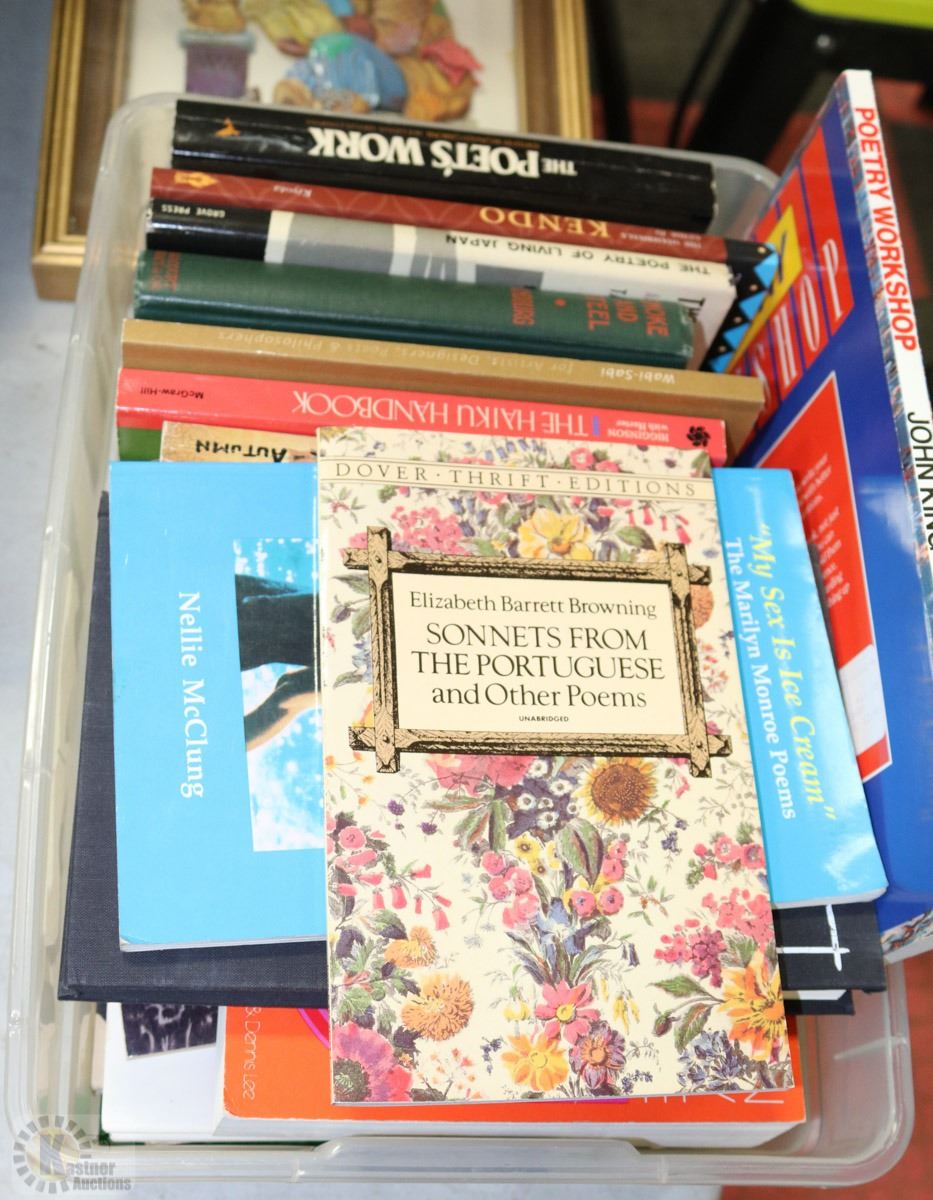 THE POET'S WORK
KENDO
Kiyota
GROVE PRESS
THE POETRY OF LIVING JAPAN
Wabi-Sabi
for Artists, Designers, Poets & Philosophers
HIGGINSON
with Harter
THE HAIKU HANDBOOK
McGraw-Hill
AUTUMN
POETRY WORKSHOP
JOHN KING
SHOP
DOVER · THRIFT · EDITIONS
Elizabeth Barrett Browning
SONNETS FROM
THE PORTUGUESE
and Other Poems
UNABRIDGED
Nellie McClung
"My Sex Is Ice Cream"
The Marilyn Monroe Poems
& Dennis Lee
Kastner
Auctions